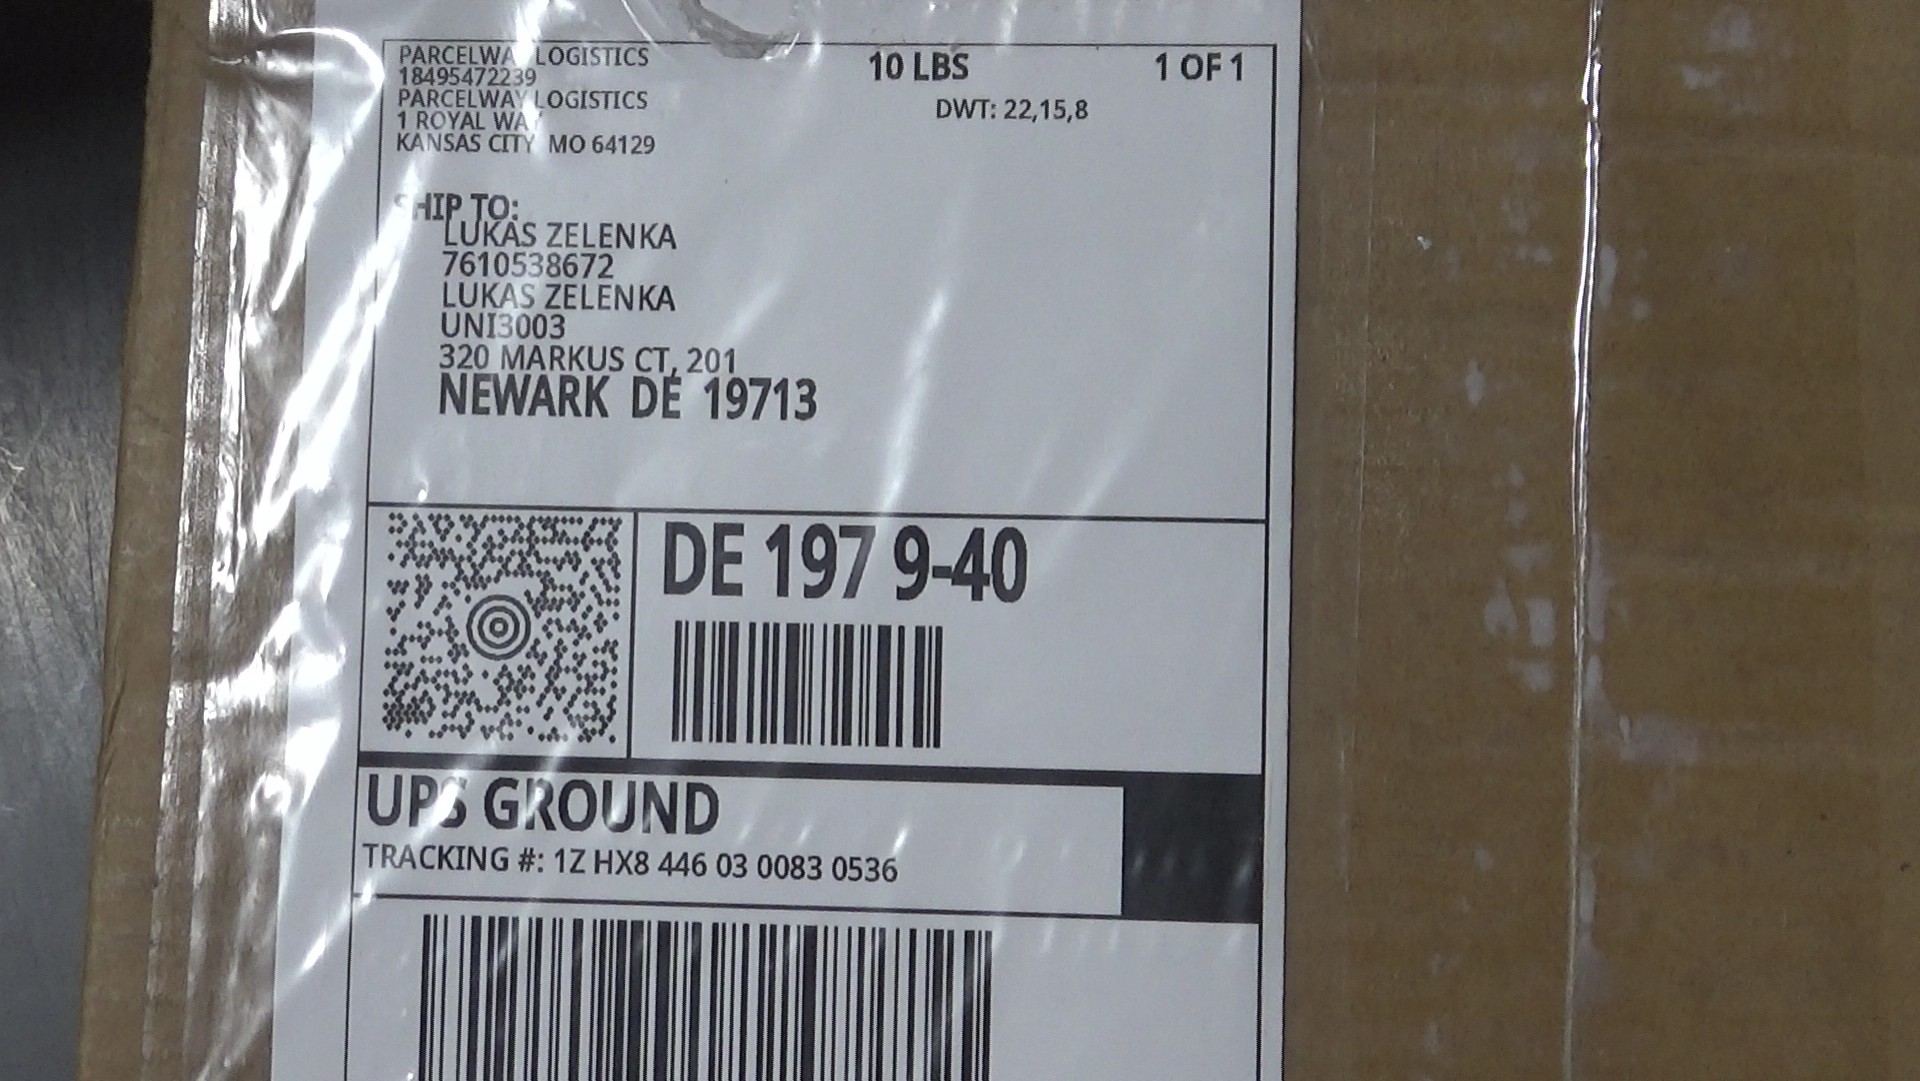 PARCELWAY LOGISTICS
18495472239
PARCELWAY LOGISTICS
1 ROYAL WAY
KANSAS CITY MO 64129
10 LBS
1 OF 1
DWT: 22,15,8
SHIP TO:
LUKAS ZELENKA
7610538672
LUKAS ZELENKA
UNI3003
320 MARKUS CT, 201
NEWARK DE 19713
DE 197 9-40
UPS GROUND
TRACKING #: 1Z HX8 446 03 0083 0536